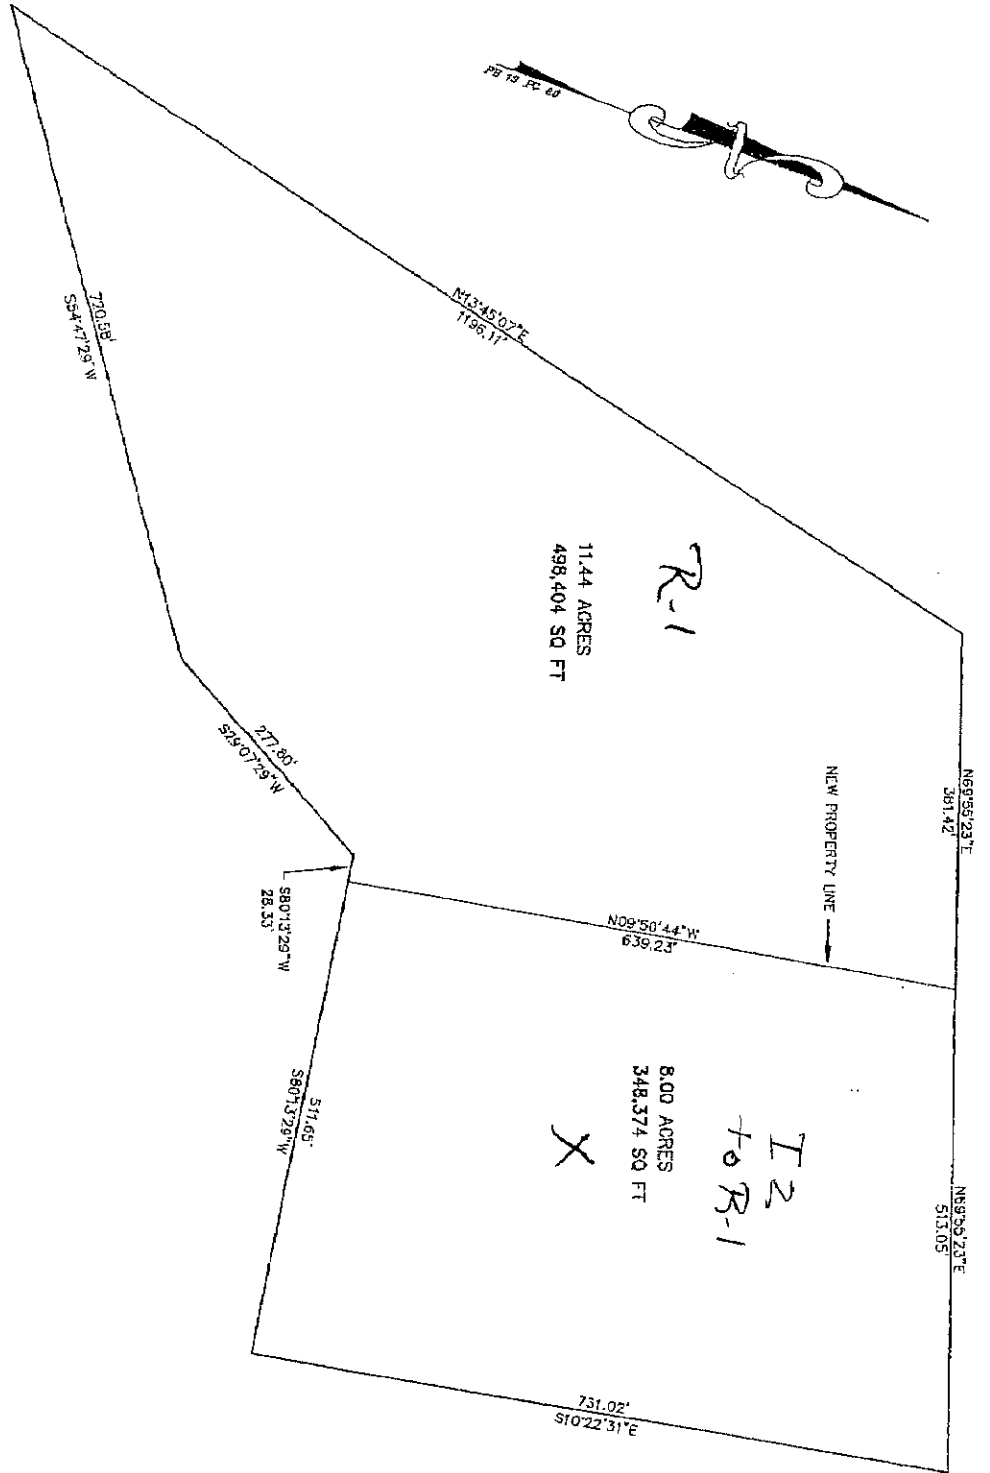 PB 19 PG 60
N13°45'07"E
1196.11'
720.58'
S54°47'29"W
R-1
11.44 ACRES
498,404 SQ FT
277.80'
S29°07'29"W
S80°13'29"W
28.33'
N69°55'23"E
381.42'
NEW PROPERTY LINE
N09°50'44"W
639.23'
I2
to R-1
8.00 ACRES
348,374 SQ FT
X
511.65'
S80°13'29"W
N69°55'23"E
513.05'
731.02'
S10°22'31"E